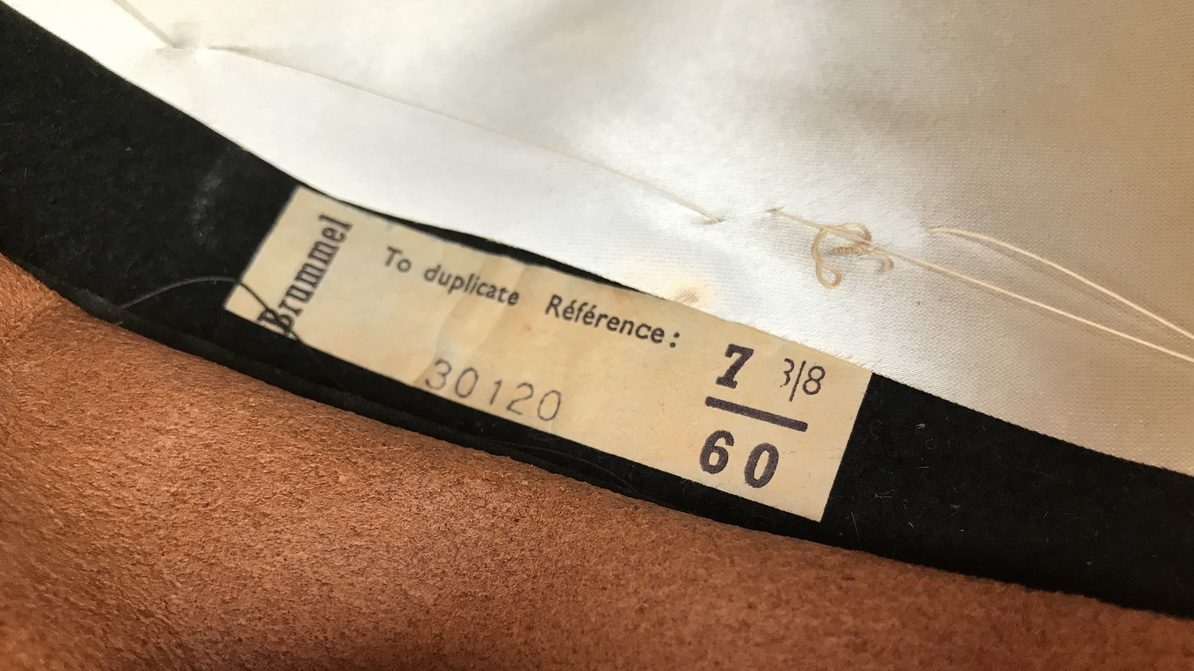 Brummel
To duplicate Référence:
30120
7 3/8
60